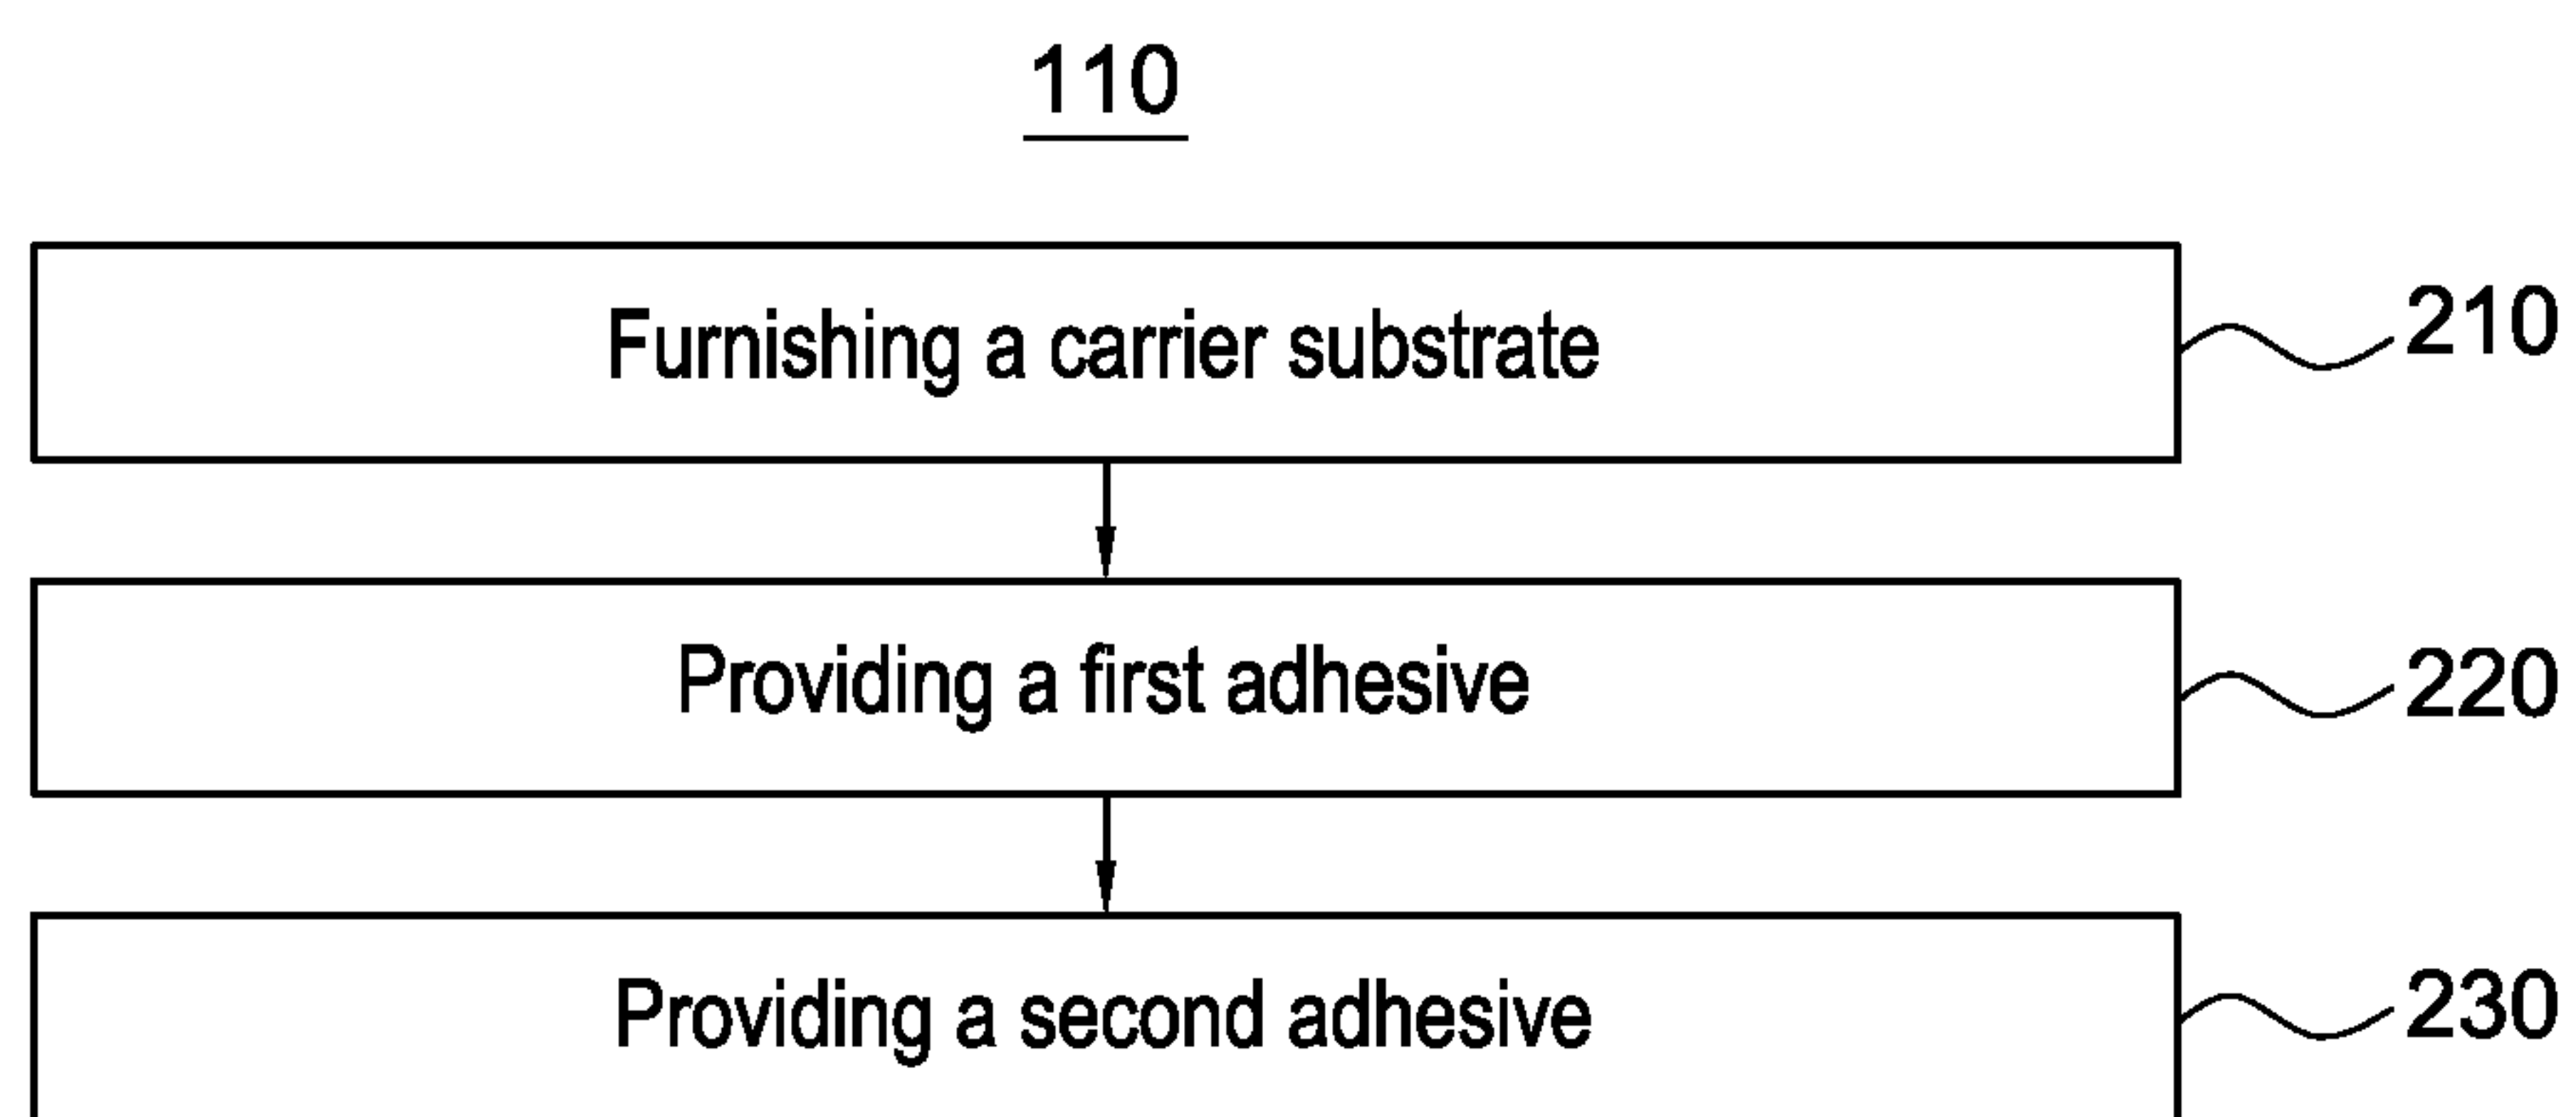 110
Furnishing a carrier substrate 210
Providing a first adhesive 220
Providing a second adhesive 230